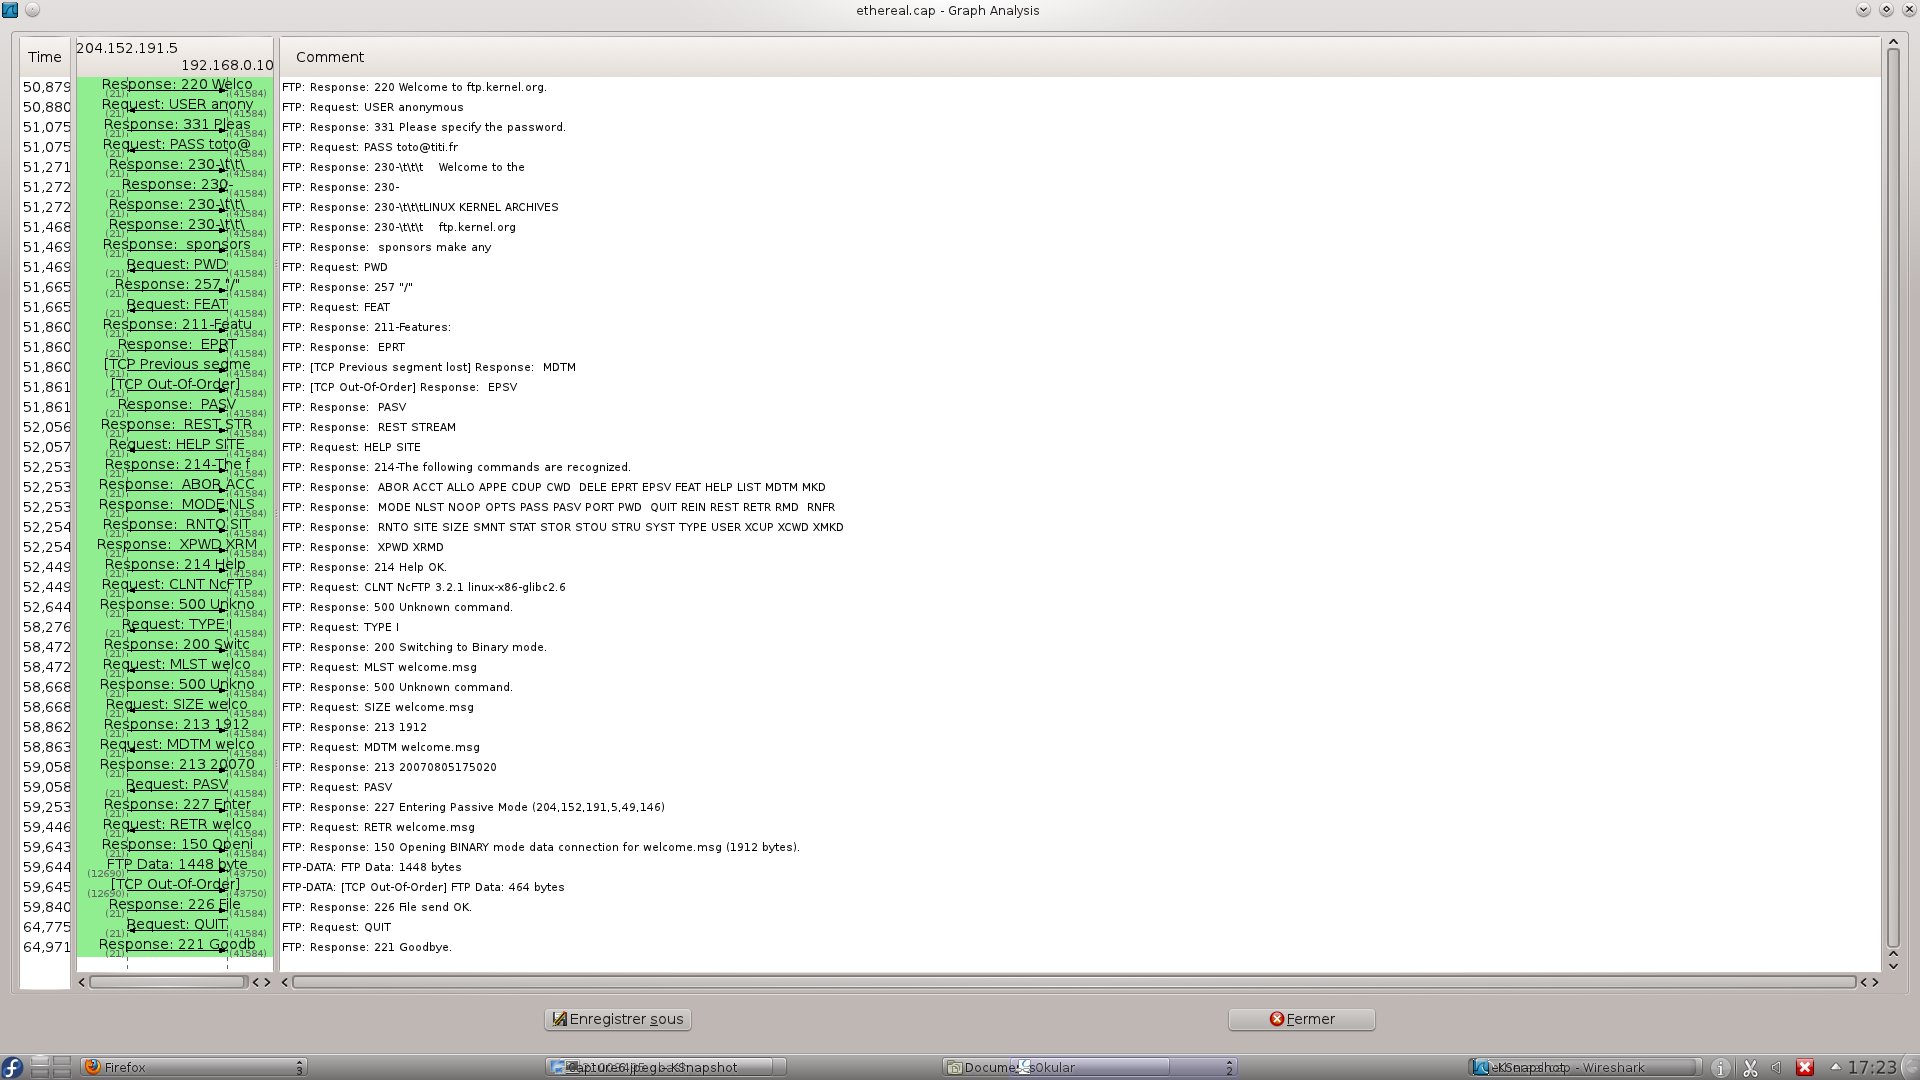 ethereal.cap - Graph Analysis
Time
204.152.191.5
192.168.0.10
Comment
50,879 Response: 220 Welco (21) (41584) FTP: Response: 220 Welcome to ftp.kernel.org.
50,880 Request: USER anony (21) (41584) FTP: Request: USER anonymous
51,075 Response: 331 Pleas (21) (41584) FTP: Response: 331 Please specify the password.
51,075 Request: PASS toto@ (21) (41584) FTP: Request: PASS toto@titi.fr
51,271 Response: 230-\t\t\ (21) (41584) FTP: Response: 230-\t\t\t Welcome to the
51,272 Response: 230- (21) (41584) FTP: Response: 230-
51,272 Response: 230-\t\t\ (21) (41584) FTP: Response: 230-\t\t\tLINUX KERNEL ARCHIVES
51,468 Response: 230-\t\t\ (21) (41584) FTP: Response: 230-\t\t\t ftp.kernel.org
51,469 Response: sponsors (21) (41584) FTP: Response: sponsors make any
51,469 Request: PWD (21) (41584) FTP: Request: PWD
51,665 Response: 257 "/" (21) (41584) FTP: Response: 257 "/"
51,665 Request: FEAT (21) (41584) FTP: Request: FEAT
51,860 Response: 211-Featu (21) (41584) FTP: Response: 211-Features:
51,860 Response: EPRT (21) (41584) FTP: Response: EPRT
51,860 [TCP Previous segme (21) (41584) FTP: [TCP Previous segment lost] Response: MDTM
51,861 [TCP Out-Of-Order] (21) (41584) FTP: [TCP Out-Of-Order] Response: EPSV
51,861 Response: PASV (21) (41584) FTP: Response: PASV
52,056 Response: REST STR (21) (41584) FTP: Response: REST STREAM
52,057 Request: HELP SITE (21) (41584) FTP: Request: HELP SITE
52,253 Response: 214-The f (21) (41584) FTP: Response: 214-The following commands are recognized.
52,253 Response: ABOR ACC (21) (41584) FTP: Response: ABOR ACCT ALLO APPE CDUP CWD DELE EPRT EPSV FEAT HELP LIST MDTM MKD
52,253 Response: MODE NLS (21) (41584) FTP: Response: MODE NLST NOOP OPTS PASS PASV PORT PWD QUIT REIN REST RETR RMD RNFR
52,254 Response: RNTO SIT (21) (41584) FTP: Response: RNTO SITE SIZE SMNT STAT STOR STOU STRU SYST TYPE USER XCUP XCWD XMKD
52,254 Response: XPWD XRM (21) (41584) FTP: Response: XPWD XRMD
52,449 Response: 214 Help (21) (41584) FTP: Response: 214 Help OK.
52,449 Request: CLNT NcFTP (21) (41584) FTP: Request: CLNT NcFTP 3.2.1 linux-x86-glibc2.6
52,644 Response: 500 Unkno (21) (41584) FTP: Response: 500 Unknown command.
58,276 Request: TYPE I (21) (41584) FTP: Request: TYPE I
58,472 Response: 200 Switc (21) (41584) FTP: Response: 200 Switching to Binary mode.
58,472 Request: MLST welco (21) (41584) FTP: Request: MLST welcome.msg
58,668 Response: 500 Unkno (21) (41584) FTP: Response: 500 Unknown command.
58,668 Request: SIZE welco (21) (41584) FTP: Request: SIZE welcome.msg
58,862 Response: 213 1912 (21) (41584) FTP: Response: 213 1912
58,863 Request: MDTM welco (21) (41584) FTP: Request: MDTM welcome.msg
59,058 Response: 213 20070 (21) (41584) FTP: Response: 213 20070805175020
59,058 Request: PASV (21) (41584) FTP: Request: PASV
59,253 Response: 227 Enter (21) (41584) FTP: Response: 227 Entering Passive Mode (204,152,191,5,49,146)
59,446 Request: RETR welco (21) (41584) FTP: Request: RETR welcome.msg
59,643 Response: 150 Openi (21) (41584) FTP: Response: 150 Opening BINARY mode data connection for welcome.msg (1912 bytes).
59,644 FTP Data: 1448 byte (12690) (43750) FTP-DATA: FTP Data: 1448 bytes
59,645 [TCP Out-Of-Order] (12690) (43750) FTP-DATA: [TCP Out-Of-Order] FTP Data: 464 bytes
59,840 Response: 226 File (21) (41584) FTP: Response: 226 File send OK.
64,775 Request: QUIT (21) (41584) FTP: Request: QUIT
64,971 Response: 221 Goodb (21) (41584) FTP: Response: 221 Goodbye.
Enregistrer sous
Fermer
Firefox 3
KSnapshot
Okular 2
Wireshark
17:23